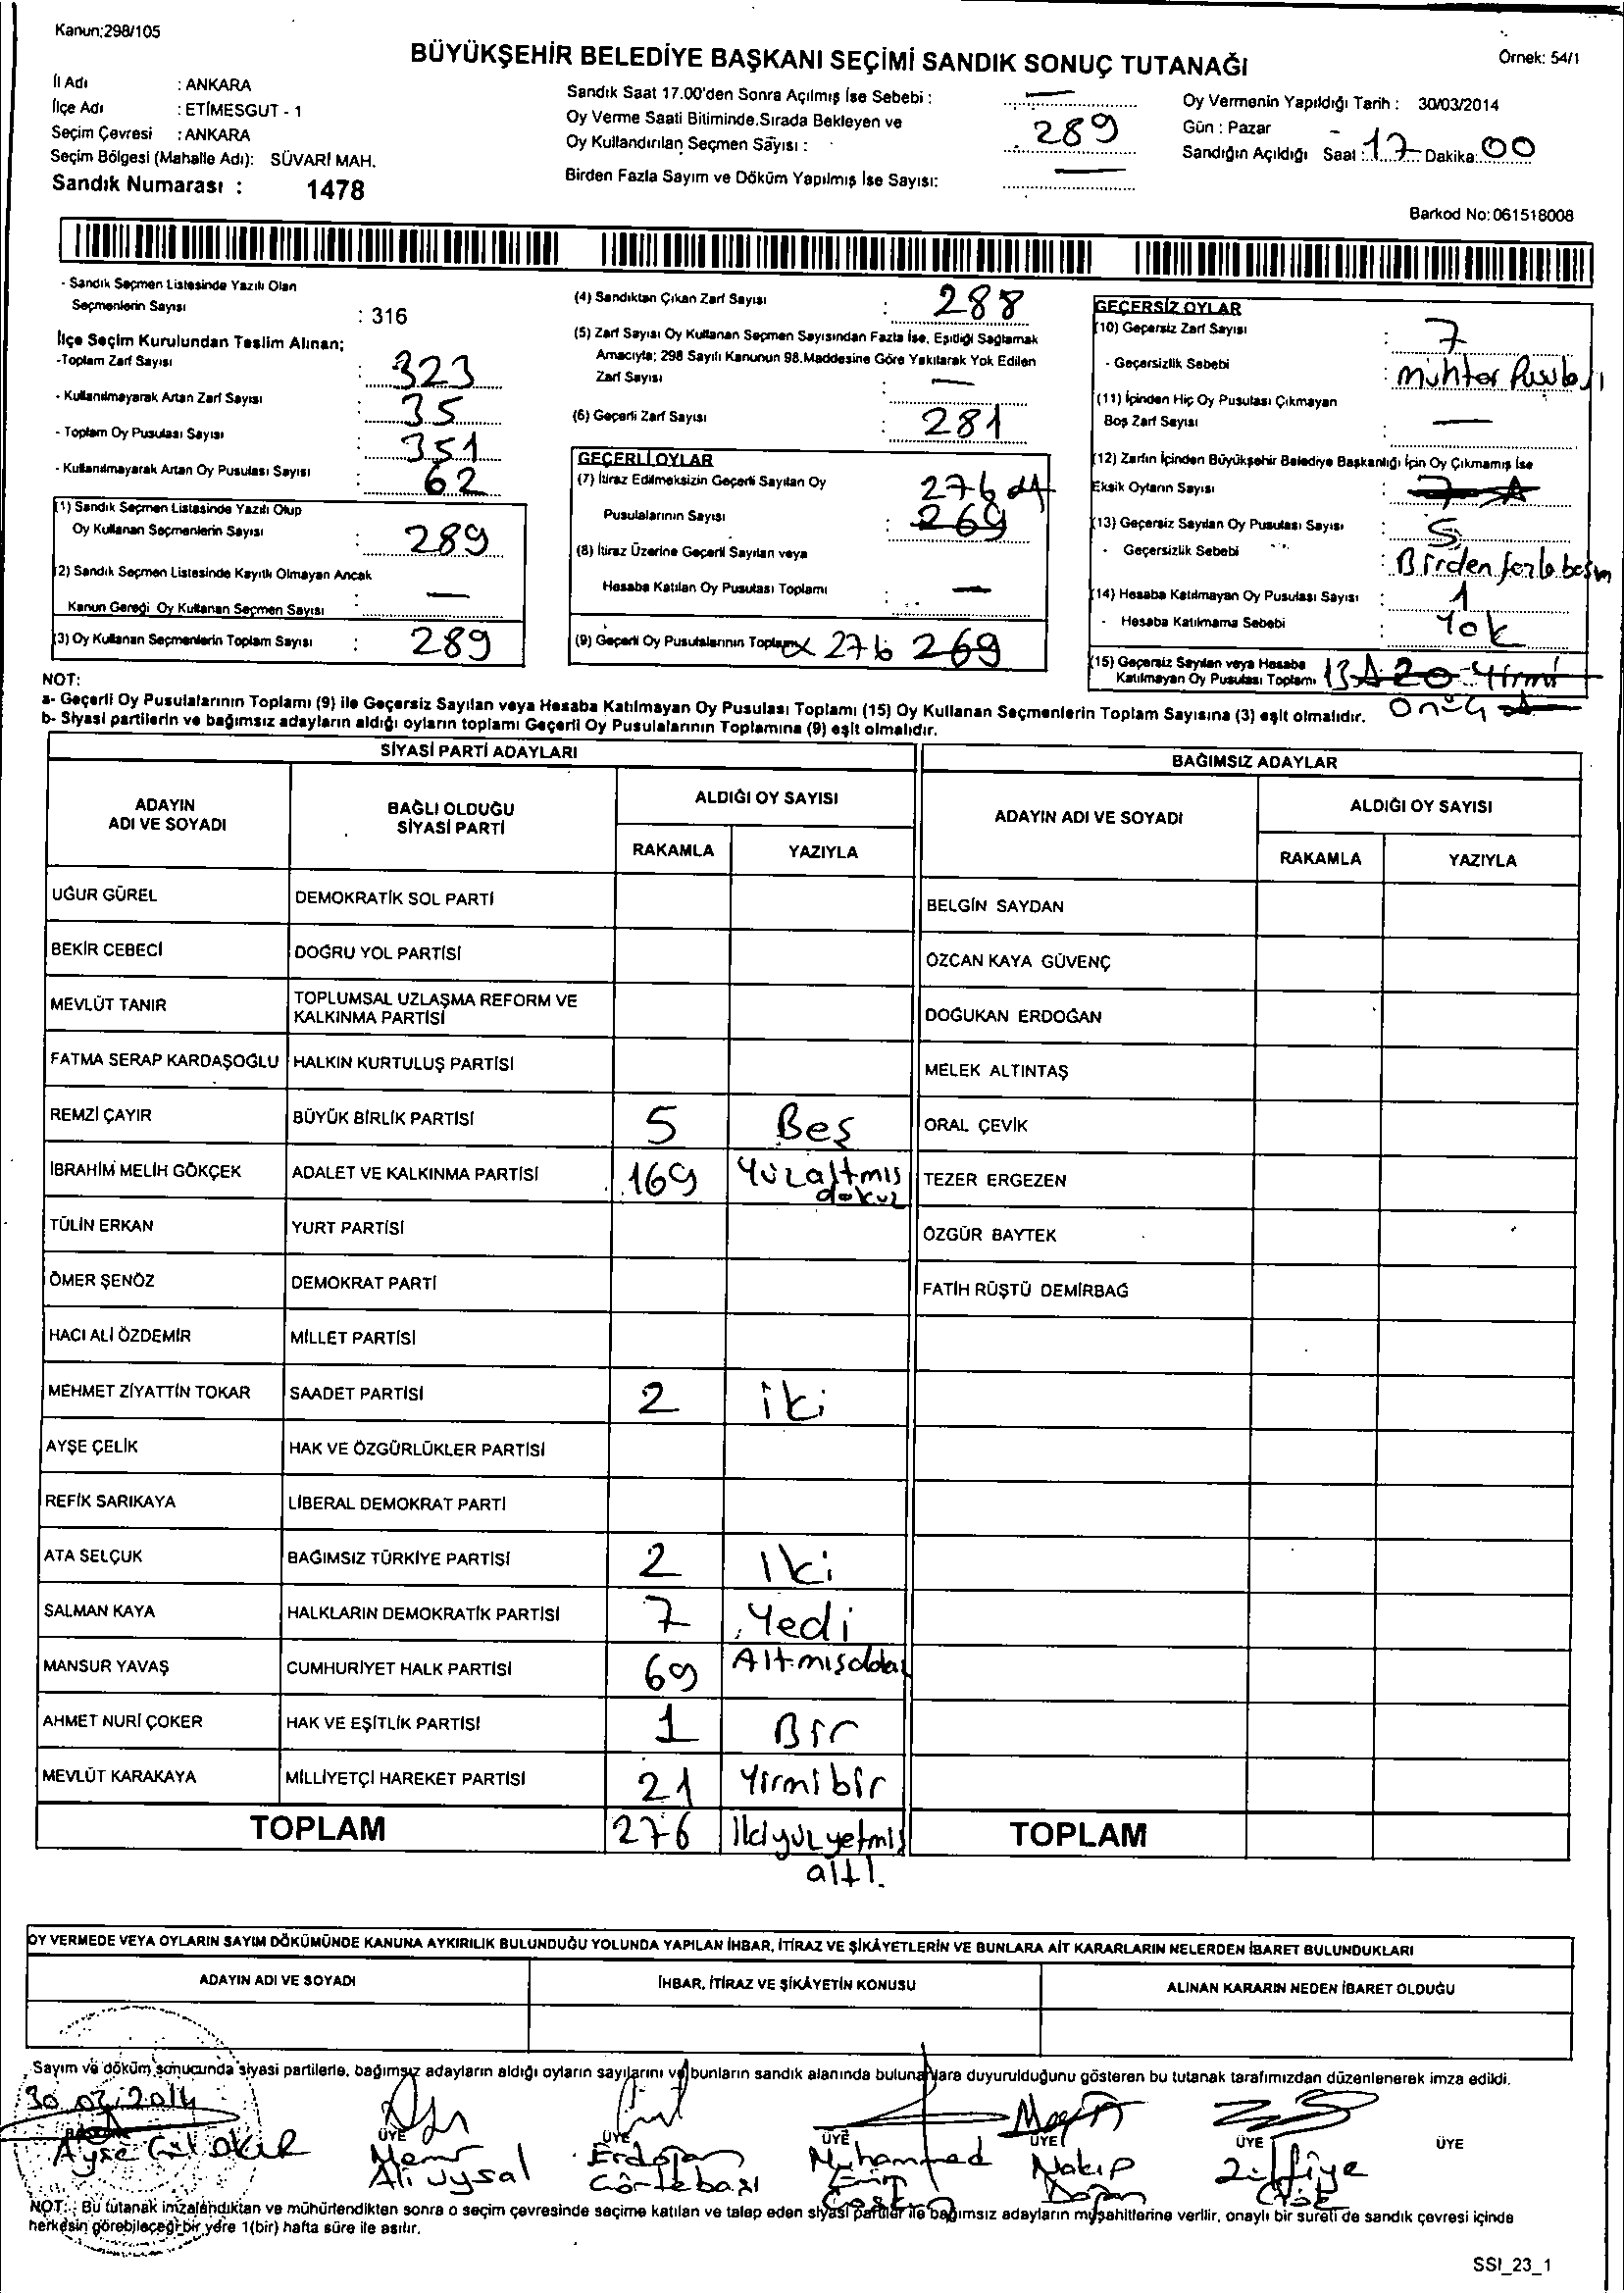 Kanun:298/105
BÜYÜKŞEHİR BELEDİYE BAŞKANI SEÇİMİ SANDIK SONUÇ TUTANAĞI
Örnek: 54/1
İl Adı : ANKARA
İlçe Adı : ETİMESGUT - 1
Seçim Çevresi : ANKARA
Seçim Bölgesi (Mahalle Adı): SÜVARİ MAH.
Sandık Numarası : 1478
Sandık Saat 17.00'den Sonra Açılmış İse Sebebi : —
Oy Verme Saati Bitiminde.Sırada Bekleyen ve
Oy Kullandırılan Seçmen Sayısı : 289
Birden Fazla Sayım ve Döküm Yapılmış İse Sayısı: —
Oy Vermenin Yapıldığı Tarih : 30/03/2014
Gün : Pazar
Sandığın Açıldığı Saat : 17 Dakika: 00
Barkod No: 061518008
- Sandık Seçmen Listesinde Yazılı Olan
Seçmenlerin Sayısı : 316
İlçe Seçim Kurulundan Teslim Alınan;
-Toplam Zarf Sayısı : 323
- Kullanılmayarak Artan Zarf Sayısı : 35
- Toplam Oy Pusulası Sayısı : 351
- Kullanılmayarak Artan Oy Pusulası Sayısı : 62
(1) Sandık Seçmen Listesinde Yazılı Olup
Oy Kullanan Seçmenlerin Sayısı : 289
(2) Sandık Seçmen Listesinde Kayıtlı Olmayan Ancak
Kanun Gereği Oy Kullanan Seçmen Sayısı : —
(3) Oy Kullanan Seçmenlerin Toplam Sayısı : 289
(4) Sandıktan Çıkan Zarf Sayısı : 288
(5) Zarf Sayısı Oy Kullanan Seçmen Sayısından Fazla İse, Eşitliği Sağlamak
Amacıyla; 298 Sayılı Kanunun 98.Maddesine Göre Yakılarak Yok Edilen
Zarf Sayısı : —
(6) Geçerli Zarf Sayısı : 281
GEÇERLİ OYLAR
(7) İtiraz Edilmeksizin Geçerli Sayılan Oy 276
Pusulalarının Sayısı : 269
(8) İtiraz Üzerine Geçerli Sayılan veya
Hesaba Katılan Oy Pusulası Toplamı : —
(9) Geçerli Oy Pusulalarının Toplamı 276 269
GEÇERSİZ OYLAR
(10) Geçersiz Zarf Sayısı : 7
- Geçersizlik Sebebi : Muhtar Pusulası
(11) İçinden Hiç Oy Pusulası Çıkmayan
Boş Zarf Sayısı : —
(12) Zarfın İçinden Büyükşehir Belediye Başkanlığı İçin Oy Çıkmamış İse
Eksik Oyların Sayısı : 7
(13) Geçersiz Sayılan Oy Pusulası Sayısı : 5
- Geçersizlik Sebebi : Birden fazla basım
(14) Hesaba Katılmayan Oy Pusulası Sayısı : 1
- Hesaba Katılmama Sebebi : Yok
(15) Geçersiz Sayılan veya Hesaba
Katılmayan Oy Pusulası Toplamı 13 20 Yirmi
Onüç
NOT:
a- Geçerli Oy Pusulalarının Toplamı (9) ile Geçersiz Sayılan veya Hesaba Katılmayan Oy Pusulası Toplamı (15) Oy Kullanan Seçmenlerin Toplam Sayısına (3) eşit olmalıdır.
b- Siyasi partilerin ve bağımsız adayların aldığı oyların toplamı Geçerli Oy Pusulalarının Toplamına (9) eşit olmalıdır.
SİYASİ PARTİ ADAYLARI
ADAYIN ADI VE SOYADI
BAĞLI OLDUĞU SİYASİ PARTİ
ALDIĞI OY SAYISI
RAKAMLA YAZIYLA
UĞUR GÜREL DEMOKRATİK SOL PARTİ
BEKİR CEBECİ DOĞRU YOL PARTİSİ
MEVLÜT TANIR TOPLUMSAL UZLAŞMA REFORM VE
KALKINMA PARTİSİ
FATMA SERAP KARDAŞOĞLU HALKIN KURTULUŞ PARTİSİ
REMZİ ÇAYIR BÜYÜK BİRLİK PARTİSİ 5 Beş
İBRAHİM MELİH GÖKÇEK ADALET VE KALKINMA PARTİSİ 169 Yüzaltmış
dokuz
TÜLİN ERKAN YURT PARTİSİ
ÖMER ŞENÖZ DEMOKRAT PARTİ
HACI ALİ ÖZDEMİR MİLLET PARTİSİ
MEHMET ZİYATTİN TOKAR SAADET PARTİSİ 2 iki
AYŞE ÇELİK HAK VE ÖZGÜRLÜKLER PARTİSİ
REFİK SARIKAYA LİBERAL DEMOKRAT PARTİ
ATA SELÇUK BAĞIMSIZ TÜRKİYE PARTİSİ 2 iki
SALMAN KAYA HALKLARIN DEMOKRATİK PARTİSİ 7 Yedi
MANSUR YAVAŞ CUMHURİYET HALK PARTİSİ 69
AHMET NURİ ÇOKER HAK VE EŞİTLİK PARTİSİ 1 Bir
MEVLÜT KARAKAYA MİLLİYETÇİ HAREKET PARTİSİ 21 Yirmi bir
TOPLAM 276 ikiyüzyetmiş
altı.
BAĞIMSIZ ADAYLAR
ADAYIN ADI VE SOYADI
ALDIĞI OY SAYISI
RAKAMLA YAZIYLA
BELGİN SAYDAN
ÖZCAN KAYA GÜVENÇ
DOĞUKAN ERDOĞAN
MELEK ALTINTAŞ
ORAL ÇEVİK
TEZER ERGEZEN
ÖZGÜR BAYTEK
FATİH RÜŞTÜ DEMİRBAĞ
TOPLAM
OY VERMEDE VEYA OYLARIN SAYIM DÖKÜMÜNDE KANUNA AYKIRILIK BULUNDUĞU YOLUNDA YAPILAN İHBAR, İTİRAZ VE ŞİKÂYETLERİN VE BUNLARA AİT KARARLARIN NELERDEN İBARET BULUNDUKLARI
ADAYIN ADI VE SOYADI İHBAR, İTİRAZ VE ŞİKÂYETİN KONUSU ALINAN KARARIN NEDEN İBARET OLDUĞU
Sayım ve döküm sonucunda siyasi partilerle, bağımsız adayların aldığı oyların sayılarını ve bunların sandık alanında bulunanlara duyurulduğunu gösteren bu tutanak tarafımızdan düzenlenerek imza edildi.
30.03.2014
ÜYE ÜYE ÜYE ÜYE ÜYE ÜYE
Ayşe Erdoğan Muhammed Nakip Zülfiye
Ali Uysal Doğan
NOT: Bu tutanak imzalandıktan ve mühürlendikten sonra o seçim çevresinde seçime katılan ve talep eden siyasi partiler ile bağımsız adayların müşahitlerine verilir, onaylı bir sureti de sandık çevresi içinde
herkesin görebileceği bir yere 1(bir) hafta süre ile asılır.
SSI_23_1